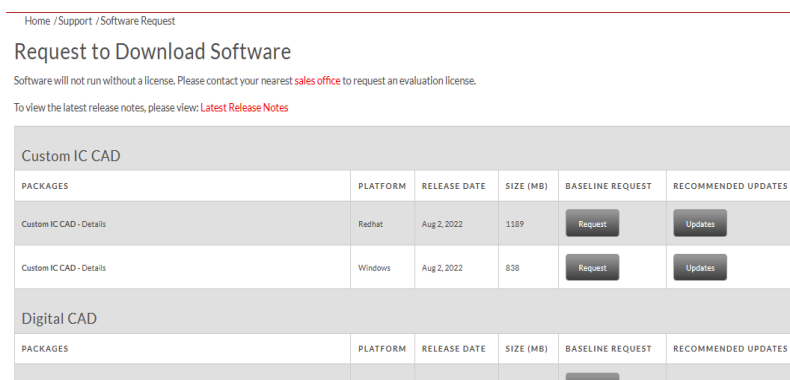 Home / Support / Software Request
Request to Download Software
Software will not run without a license. Please contact your nearest sales office to request an evaluation license.
To view the latest release notes, please view: Latest Release Notes
Custom IC CAD
PACKAGES PLATFORM RELEASE DATE SIZE (MB) BASELINE REQUEST RECOMMENDED UPDATES
Custom IC CAD - Details Redhat Aug 2, 2022 1189 Request Updates
Custom IC CAD - Details Windows Aug 2, 2022 838 Request Updates
Digital CAD
PACKAGES PLATFORM RELEASE DATE SIZE (MB) BASELINE REQUEST RECOMMENDED UPDATES